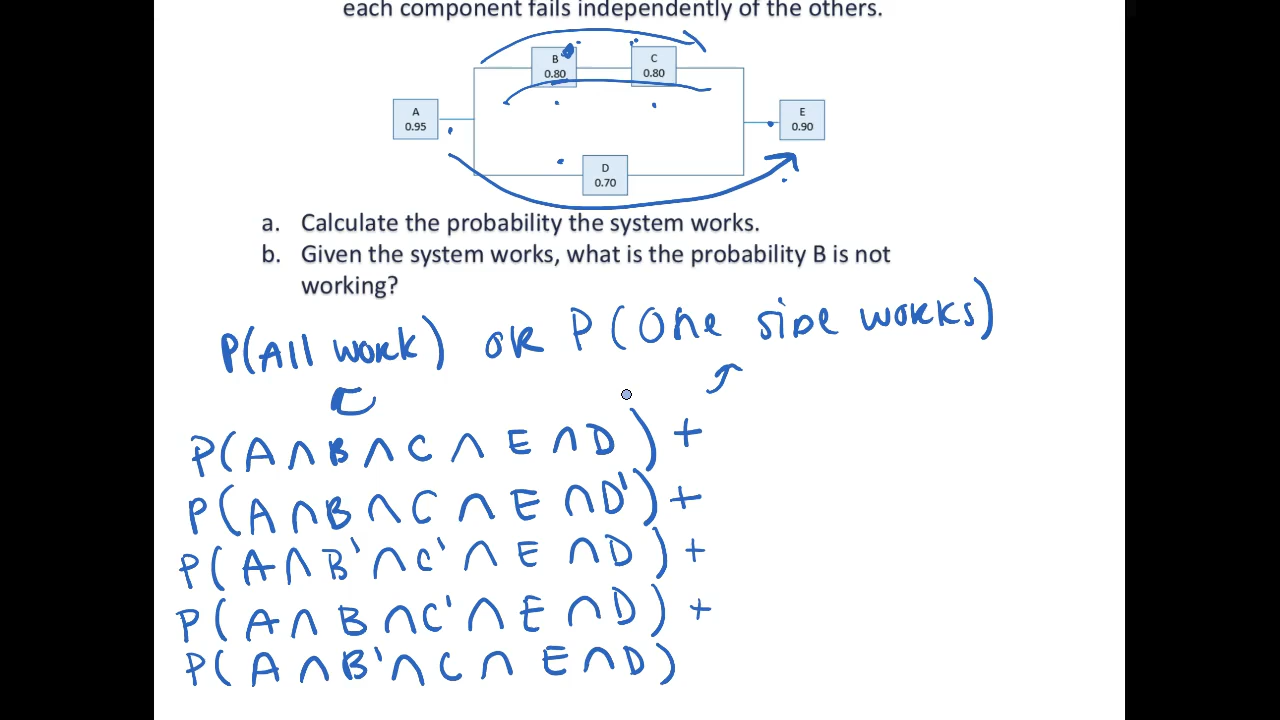 each component fails independently of the others.
B C
0.80 0.80
A E
0.95 0.90
D
0.70
a. Calculate the probability the system works.
b. Given the system works, what is the probability B is not
working?
P(All work) or P(One side works)
P(A∩B∩C∩E∩D)+
P(A∩B∩C∩E∩D')+
P(A∩B'∩C'∩E∩D)+
P(A∩B∩C'∩E∩D)+
P(A∩B'∩C∩E∩D)